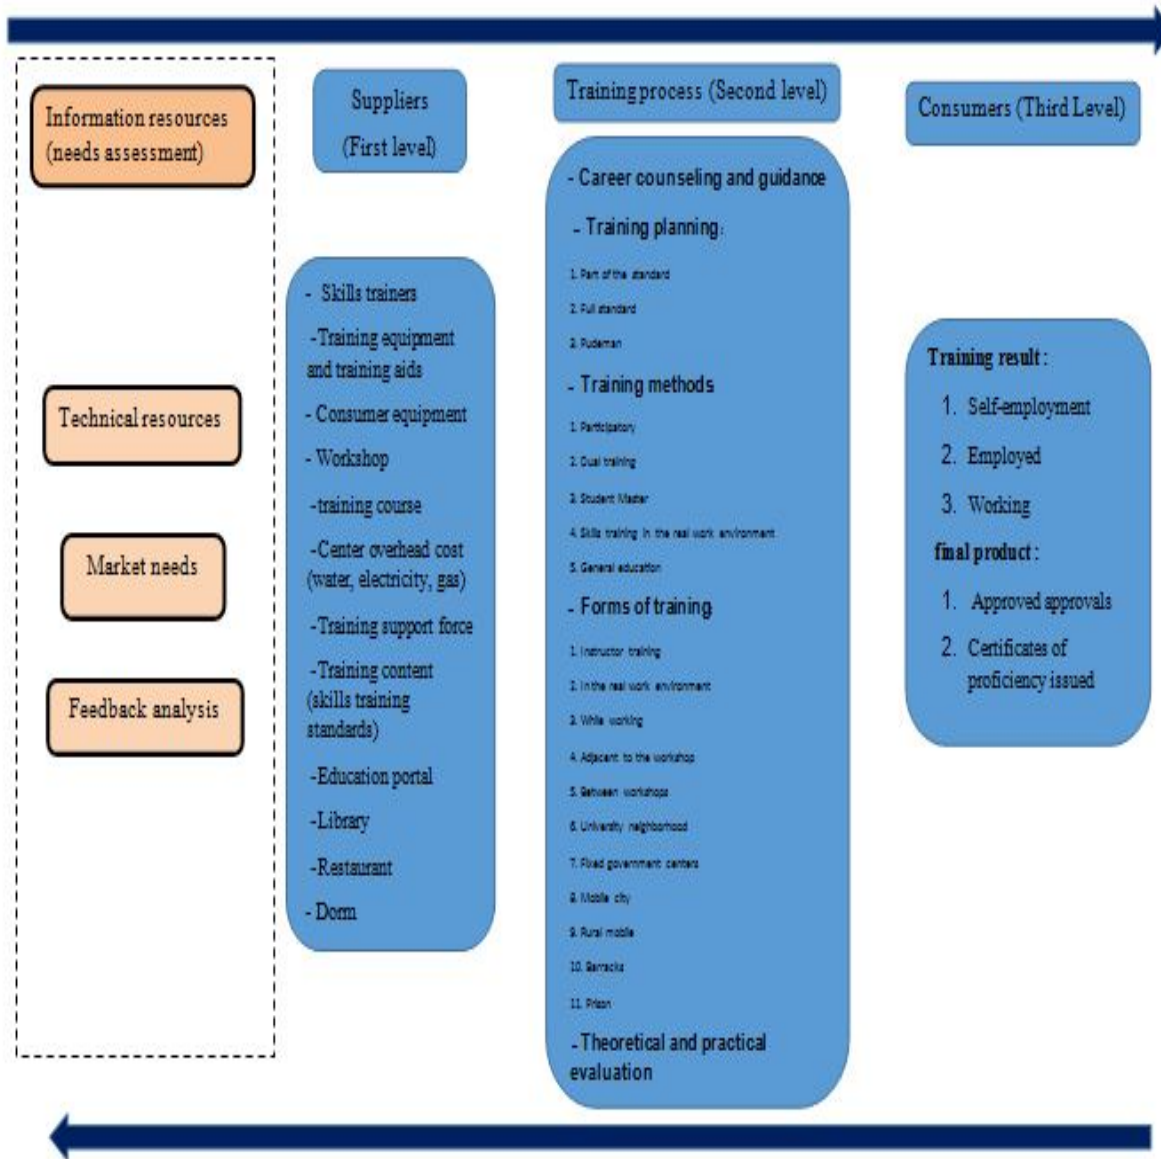 Information resources
(needs assessment)
Technical resources
Market needs
Feedback analysis
Suppliers
(First level)
- Skills trainers
-Training equipment
and training aids
- Consumer equipment
- Workshop
-training course
-Center overhead cost
(water, electricity, gas)
-Training support force
-Training content
(skills training
standards)
-Education portal
-Library
-Restaurant
- Dorm
Training process (Second level)
- Career counseling and guidance
- Training planning:
1. Part of the standard
2. Full standard
3. Pudeman
- Training methods
1. Participatory
2. Dual training
3. Student Master
4. Skills training in the real work environment
5. General education
- Forms of training
1. Instructor training
2. In the real work environment
3. While working
4. Adjacent to the workshop
5. Between workshops
6. University neighborhood
7. Fixed government centers
8. Mobile city
9. Rural mobile
10. Barracks
11. Prison
- Theoretical and practical
evaluation
Consumers (Third Level)
Training result :
1. Self-employment
2. Employed
3. Working
final product :
1. Approved approvals
2. Certificates of
proficiency issued